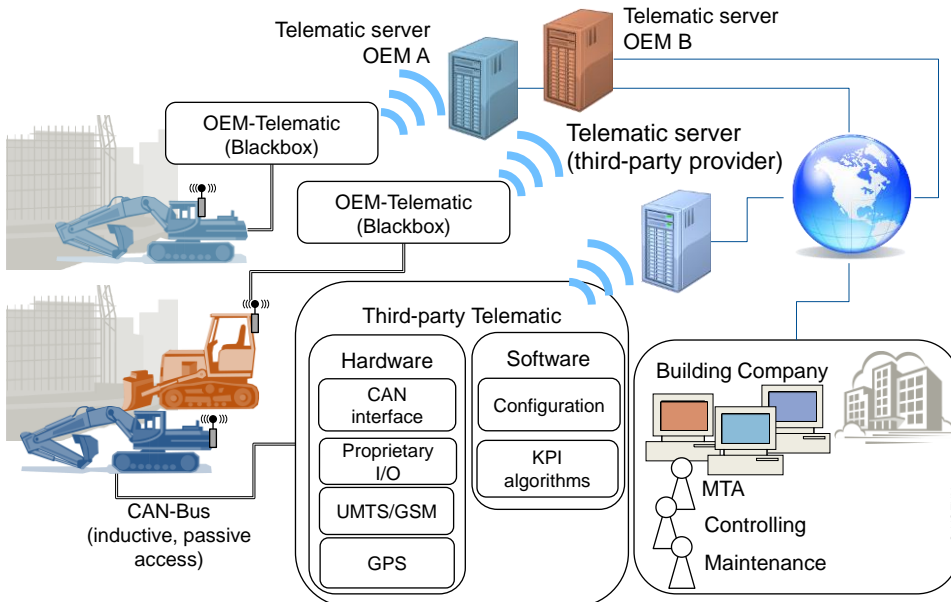 Telematic server
OEM A
Telematic server
OEM B
OEM-Telematic
(Blackbox)
Telematic server
(third-party provider)
OEM-Telematic
(Blackbox)
Third-party Telematic
Hardware
CAN
interface
Proprietary
I/O
UMTS/GSM
GPS
Software
Configuration
KPI
algorithms
Building Company
MTA
Controlling
Maintenance
CAN-Bus
(inductive, passive
access)